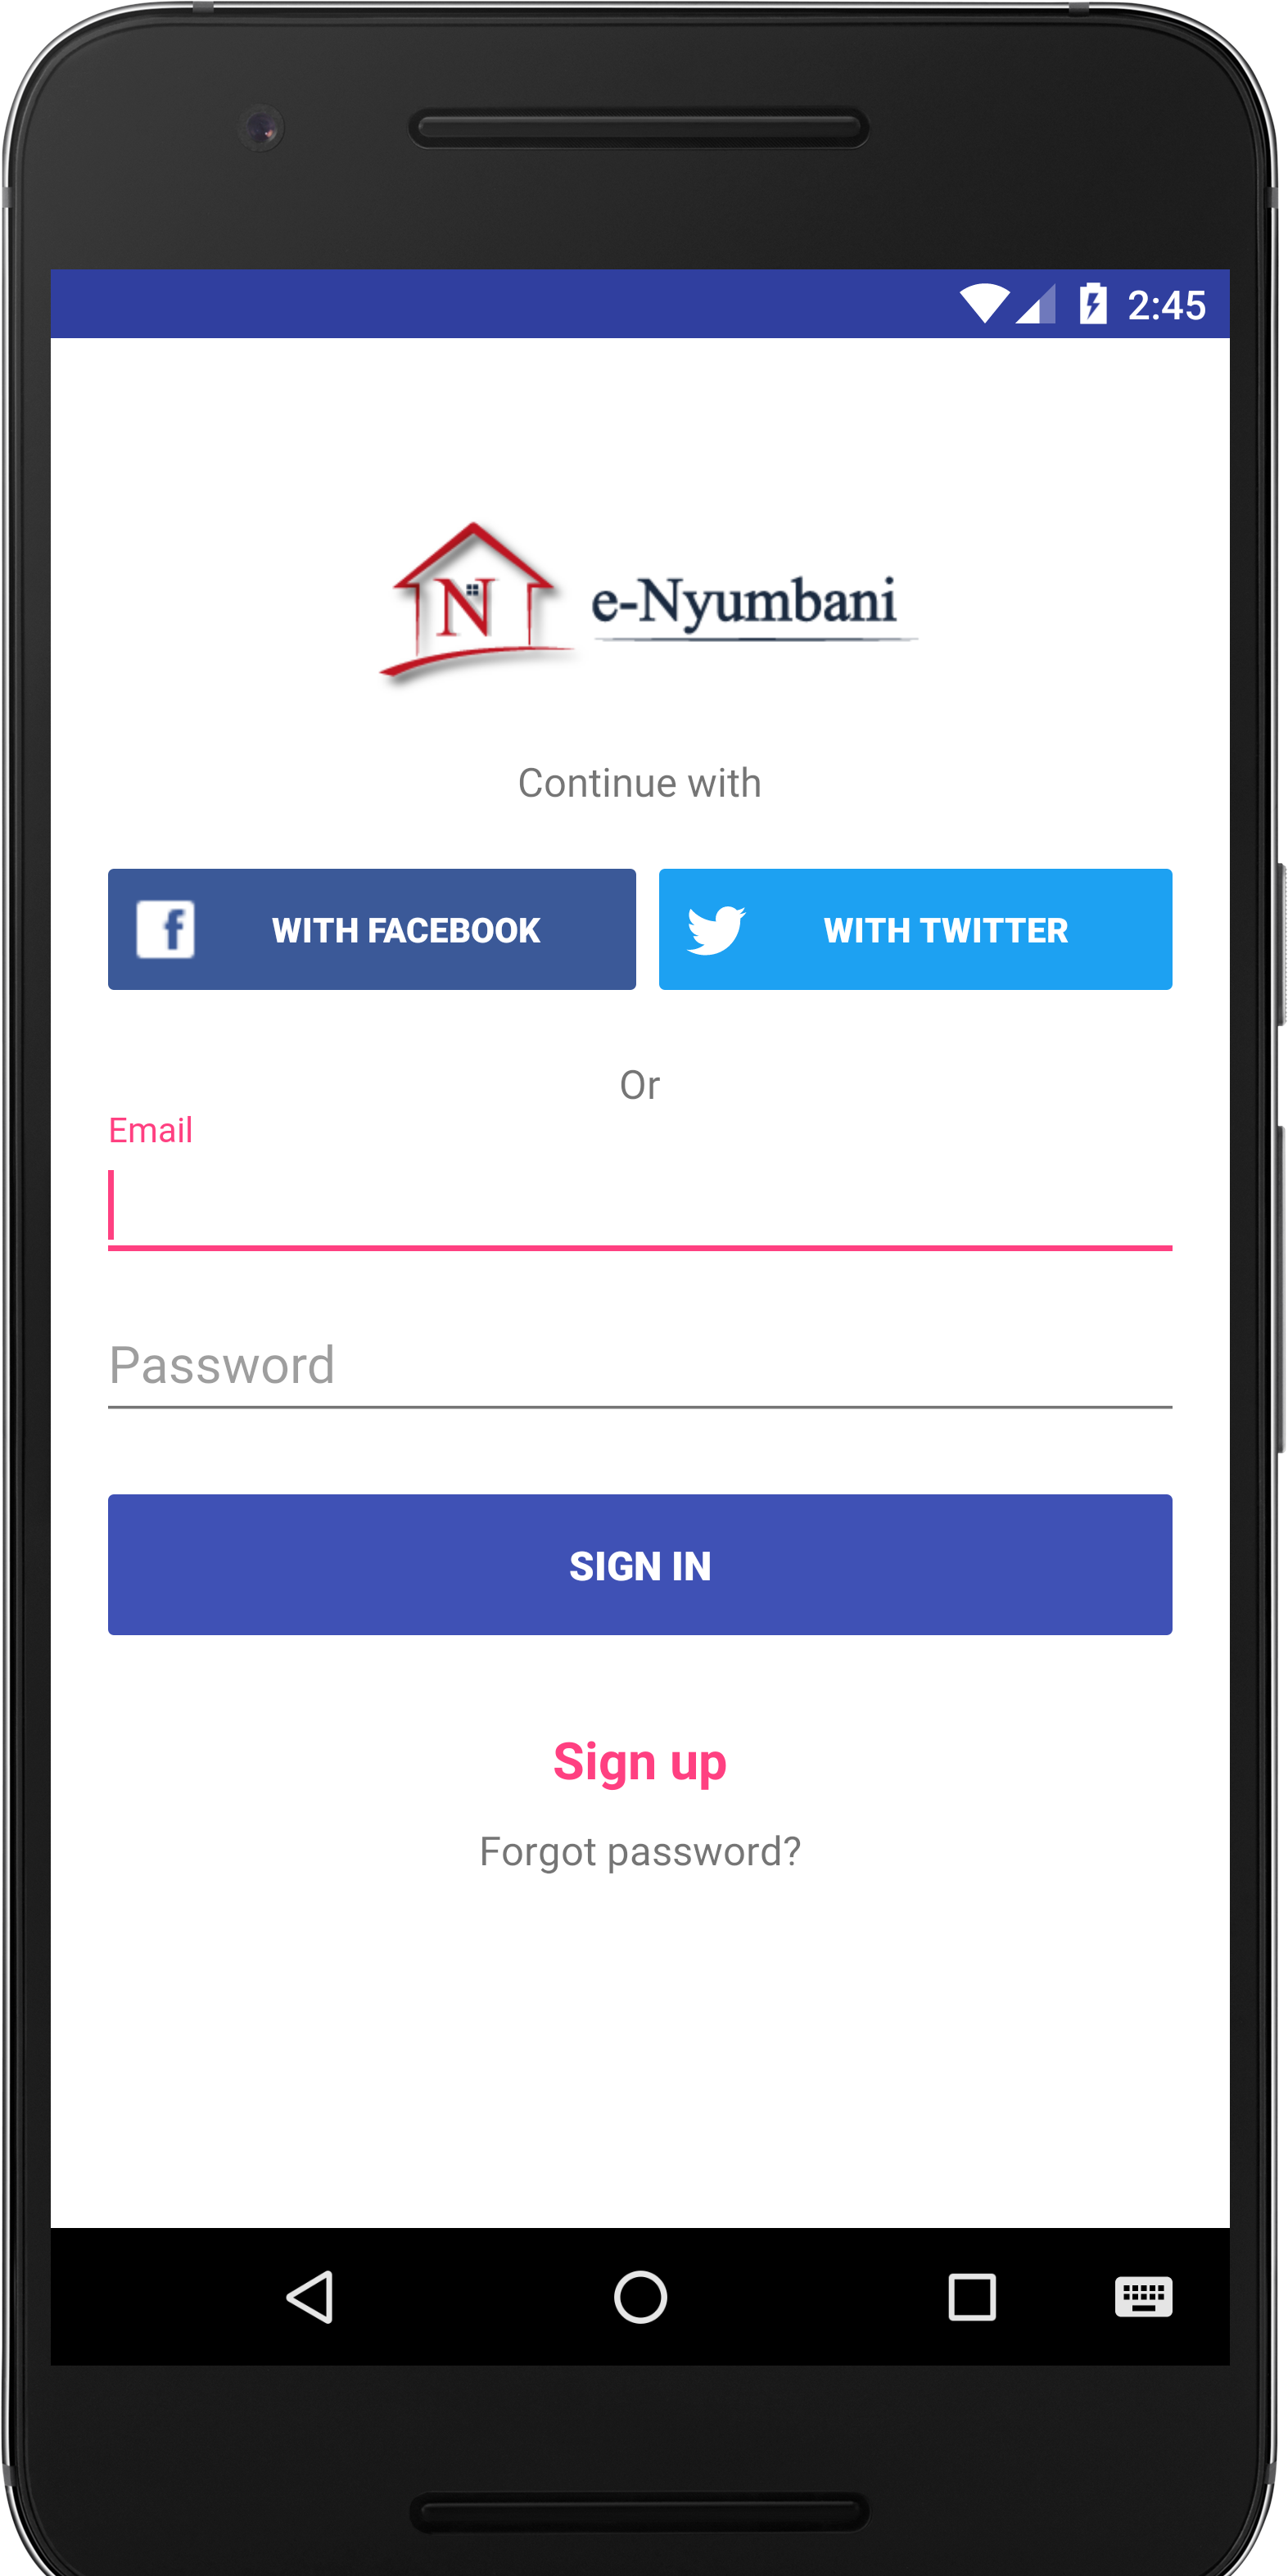 2:45
N
e-Nyumbani
Continue with
f WITH FACEBOOK
WITH TWITTER
Or
Email
Password
SIGN IN
Sign up
Forgot password?